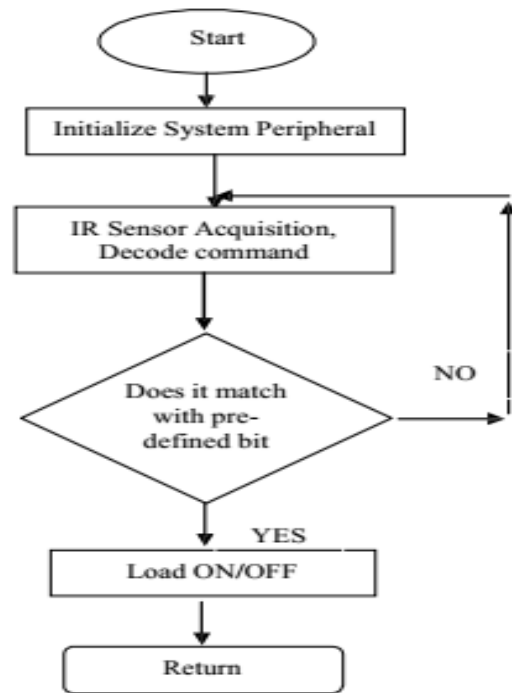 Start
Initialize System Peripheral
IR Sensor Acquisition,
Decode command
Does it match
with pre-
defined bit
NO
YES
Load ON/OFF
Return